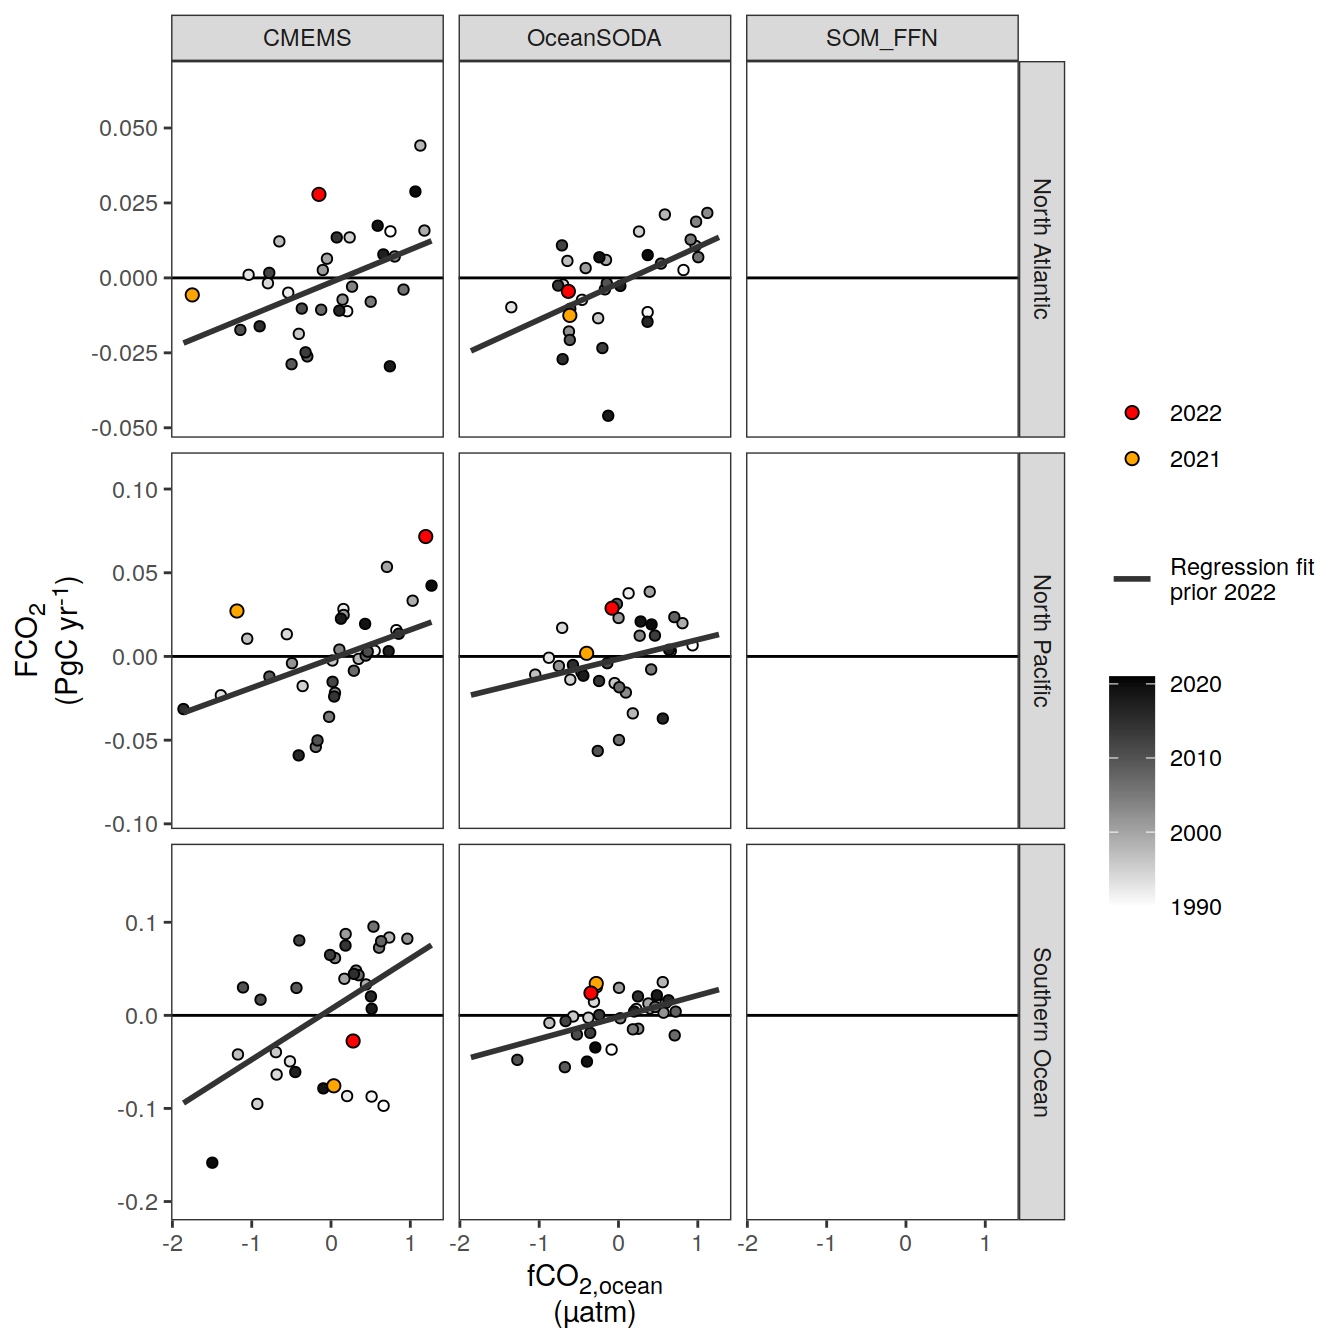 CMEMS
OceanSODA
SOM_FFN
0.050
0.025
0.000
-0.025
-0.050
North Atlantic
0.10
0.05
0.00
-0.05
-0.10
North Pacific
0.1
0.0
-0.1
-0.2
Southern Ocean
-2 -1 0 1
-2 -1 0 1
-2 -1 0 1
fCO2,ocean
(µatm)
FCO2
(PgC yr-1)
2022
2021
Regression fit
prior 2022
2020
2010
2000
1990